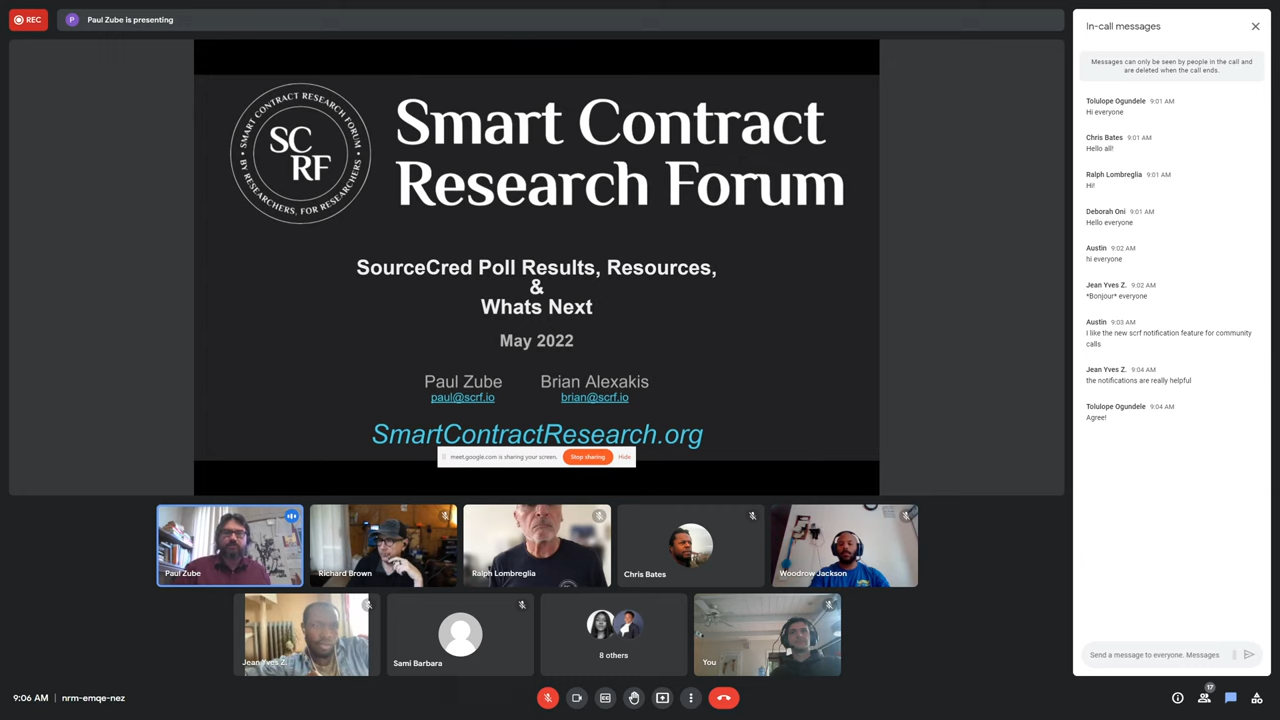 REC
P
Paul Zube is presenting
• SMART CONTRACT RESEARCH FORUM •
BY RESEARCHERS, FOR RESEARCHERS
SC
RF
Smart Contract
Research Forum
SourceCred Poll Results, Resources,
&
Whats Next
May 2022
Paul Zube Brian Alexakis
paul@scrf.io brian@scrf.io
SmartContractResearch.org
meet.google.com is sharing your screen. Stop sharing Hide
Paul Zube
Richard Brown
Ralph Lombreglia
Chris Bates
Woodrow Jackson
Jean Yves Z.
Sami Barbara
8 others
You
In-call messages
Messages can only be seen by people in the call and
are deleted when the call ends.
Tolulope Ogundele 9:01 AM
Hi everyone
Chris Bates 9:01 AM
Hello all!
Ralph Lombreglia 9:01 AM
Hi!
Deborah Oni 9:01 AM
Hello everyone
Austin 9:02 AM
hi everyone
Jean Yves Z. 9:02 AM
*Bonjour* everyone
Austin 9:03 AM
I like the new scrf notification feature for community
calls
Jean Yves Z. 9:04 AM
the notifications are really helpful
Tolulope Ogundele 9:04 AM
Agree!
Send a message to everyone. Messages
9:06 AM nrm-emqe-nez
17